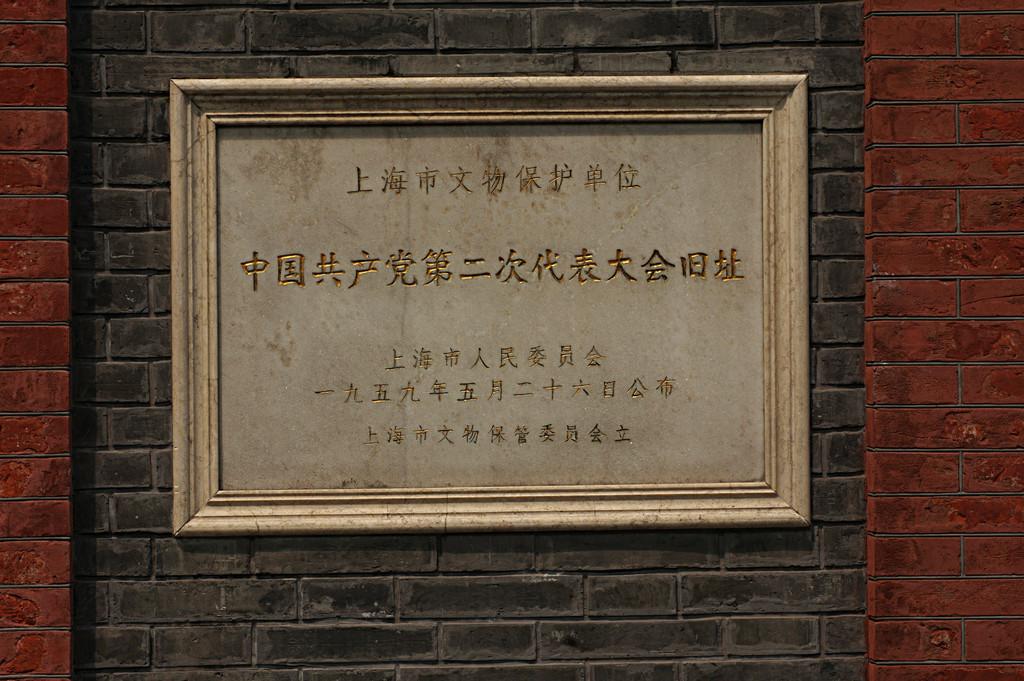 上海市文物保护单位
中国共产党第二次代表大会旧址
上海市人民委员会
一九五九年五月二十六日公布
上海市文物保管委员会立